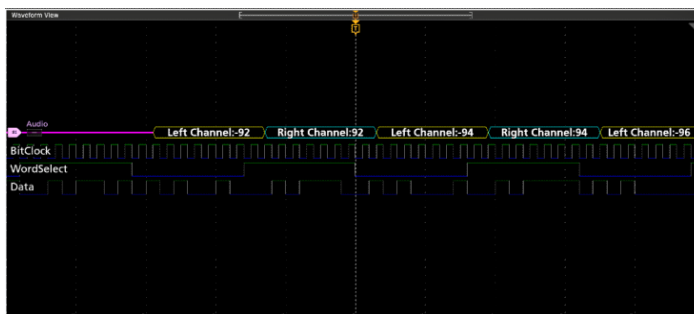 Waveform View
Audio
Left Channel:-92 Right Channel:92 Left Channel:-94 Right Channel:94 Left Channel:-96
BitClock
WordSelect
Data